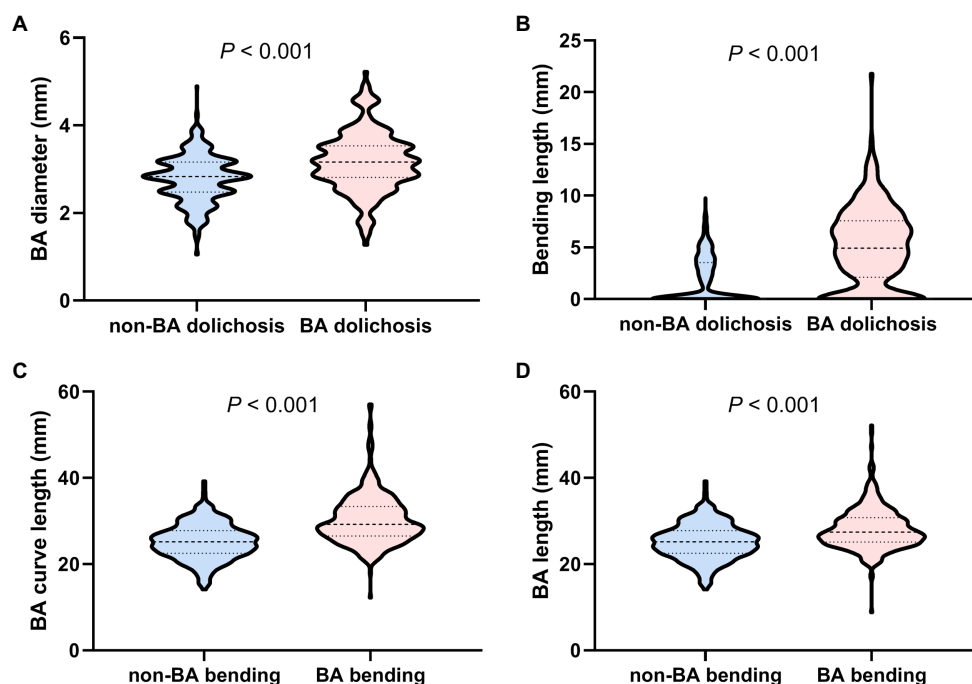 A
BA diameter (mm)
6
4
2
0
P < 0.001
non-BA dolichosis BA dolichosis
B
Bending length (mm)
25
20
15
10
5
0
P < 0.001
non-BA dolichosis BA dolichosis
C
BA curve length (mm)
60
40
20
0
P < 0.001
non-BA bending BA bending
D
BA length (mm)
60
40
20
0
P < 0.001
non-BA bending BA bending